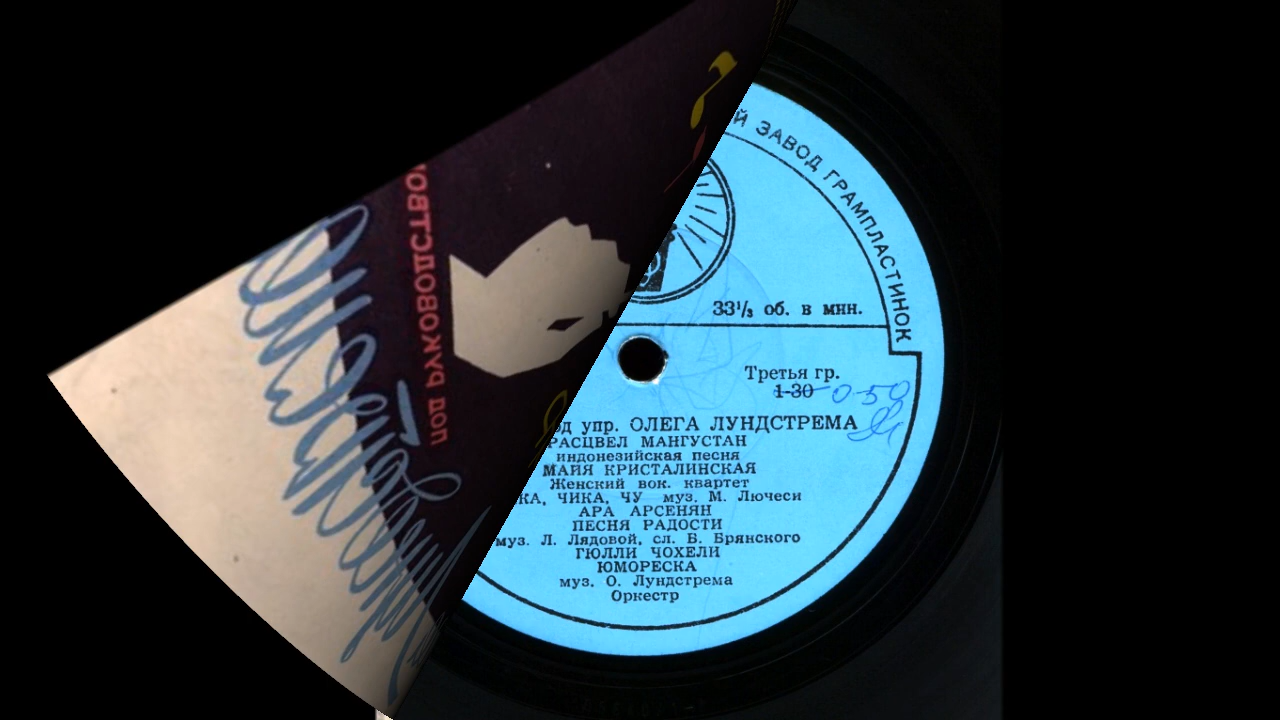 ЗАВОД ГРАМПЛАСТИНОК
33⅓ об. в мин.
Третья гр.
1-30 0-50
упр. ОЛЕГА ЛУНДСТРЕМА
РАСЦВЕЛ МАНГУСТАН
индонезийская песня
МАЙЯ КРИСТАЛИНСКАЯ
Женский вок. квартет
ЧИКА, ЧУ муз. М. Лючеси
АРА АРСЕНЯН
ПЕСНЯ РАДОСТИ
муз. Л. Лядовой, сл. В. Брянского
ГЮЛЛИ ЧОХЕЛИ
ЮМОРЕСКА
муз. О. Лундстрема
Оркестр
ПОД РУКОВОДСТВОМ